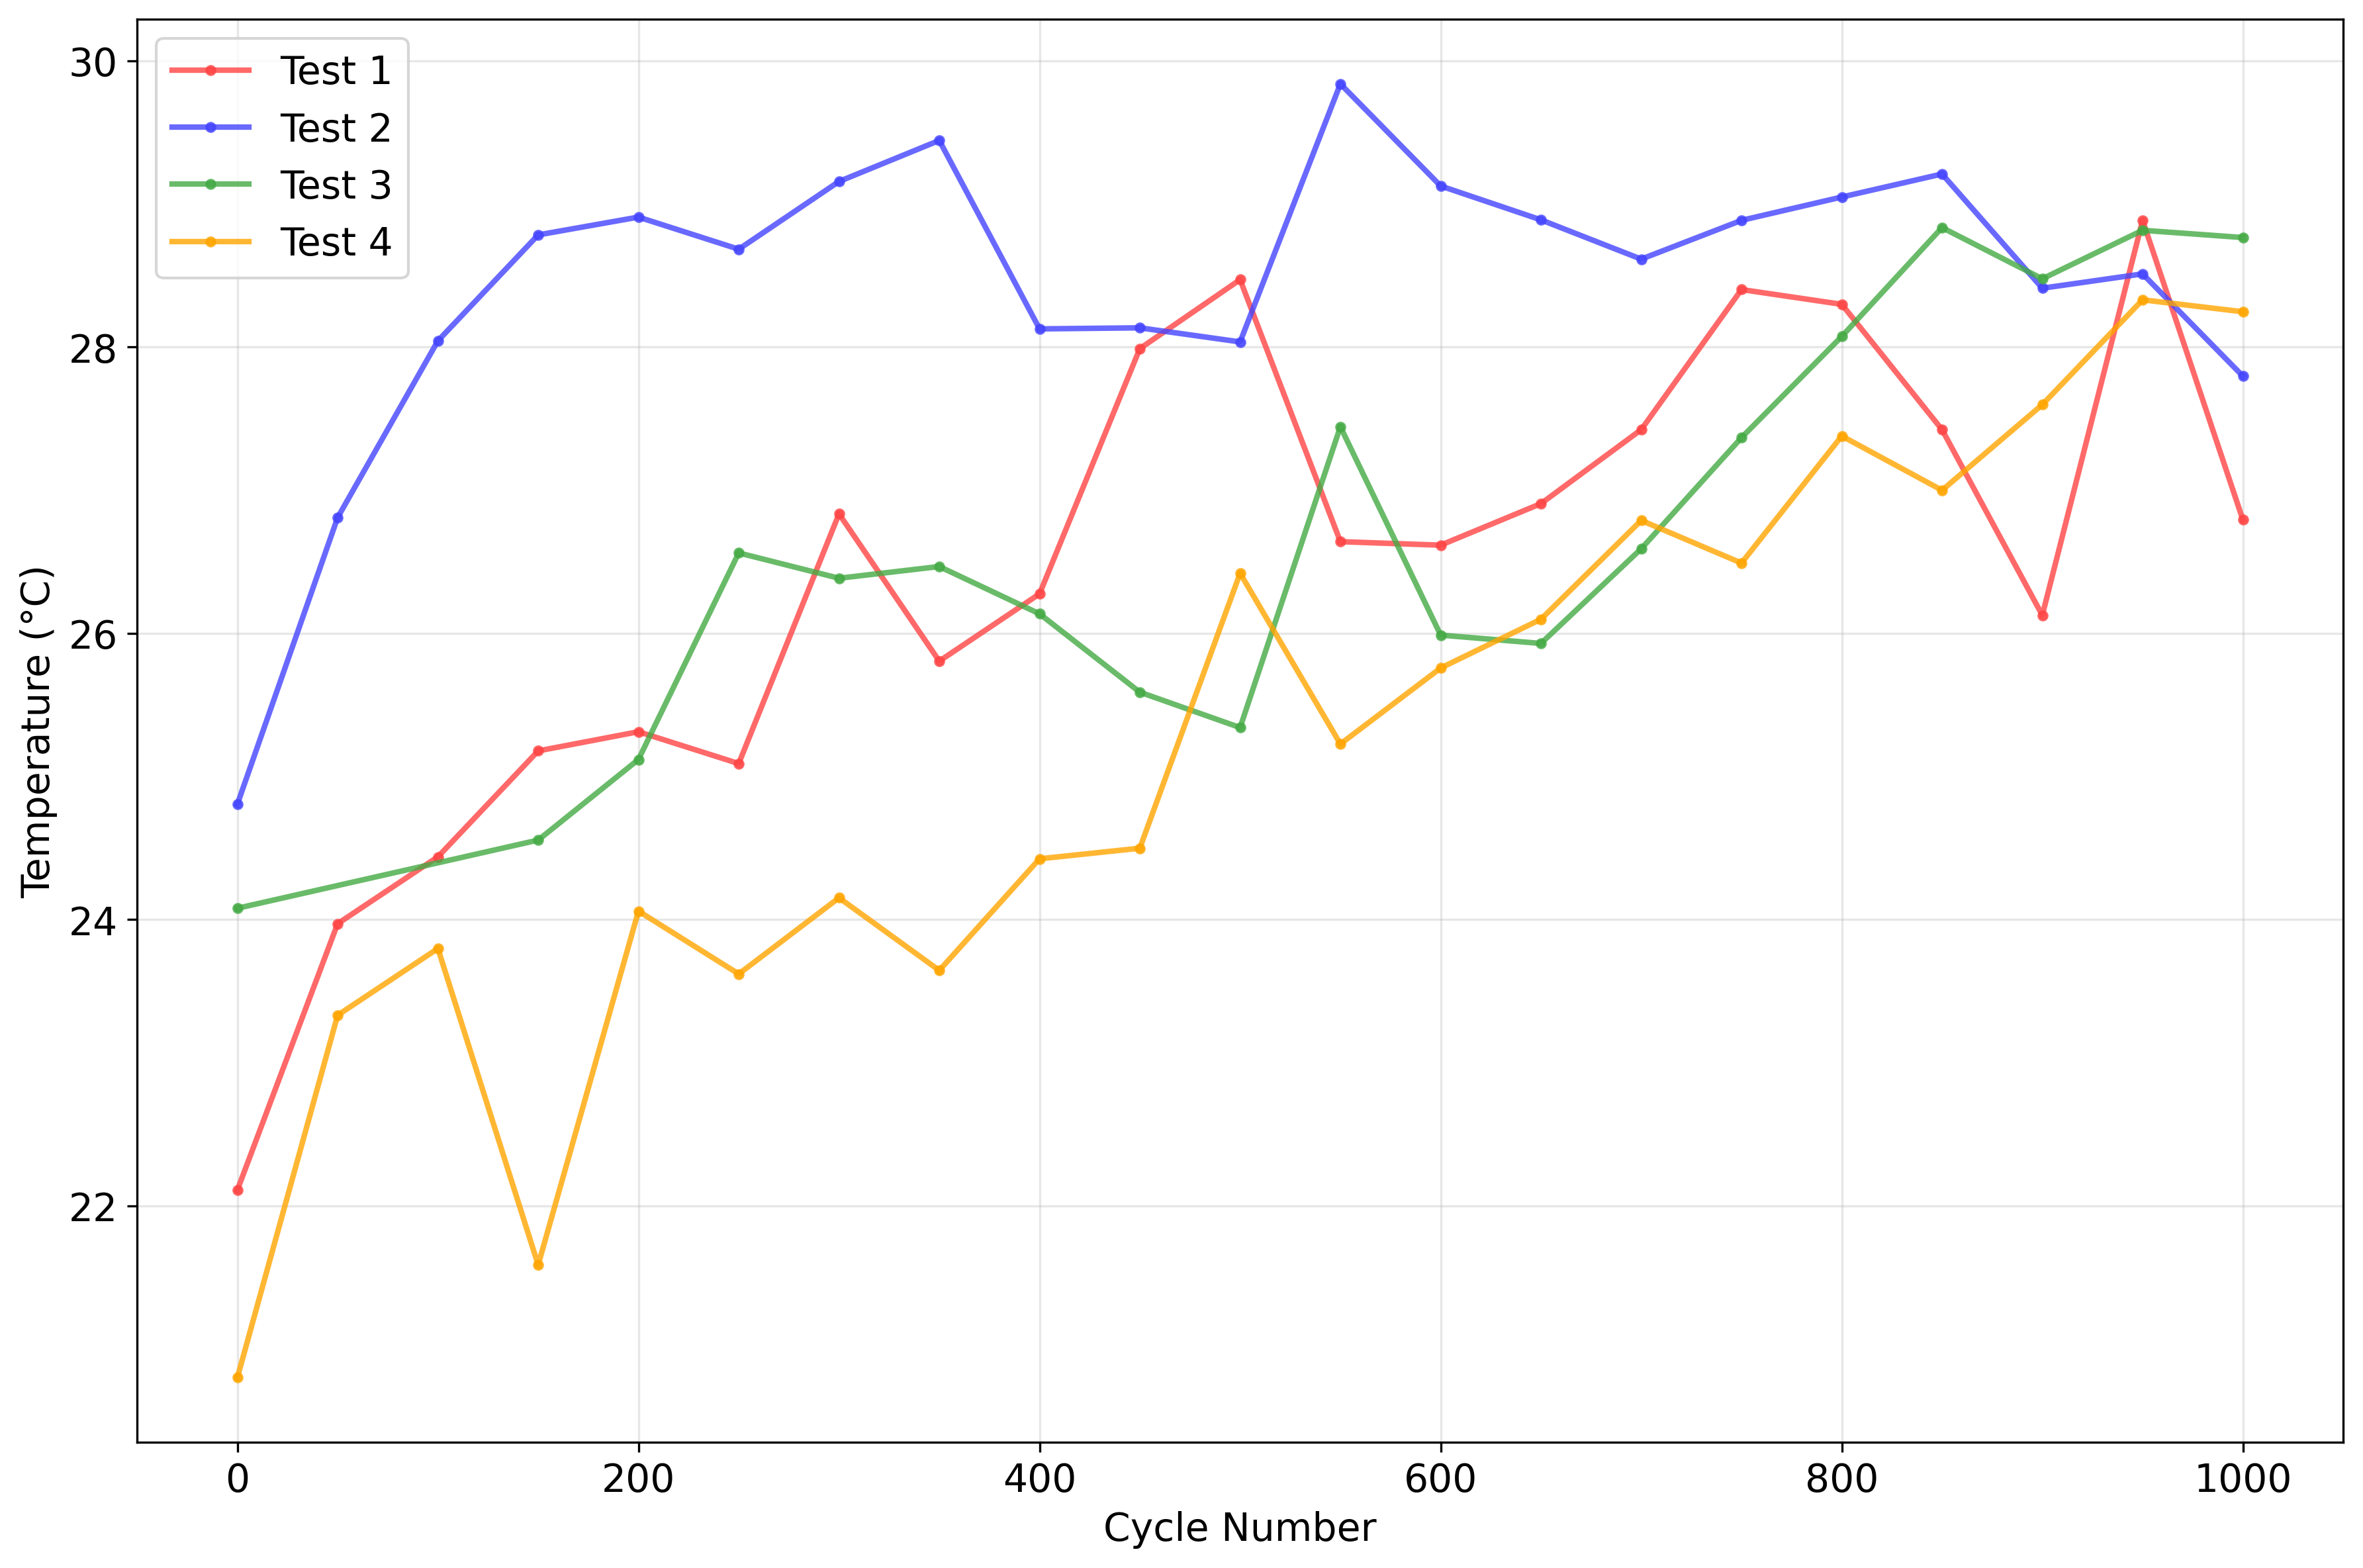 30
28
26
24
22
Temperature (°C)
Test 1
Test 2
Test 3
Test 4
0 200 400 600 800 1000
Cycle Number